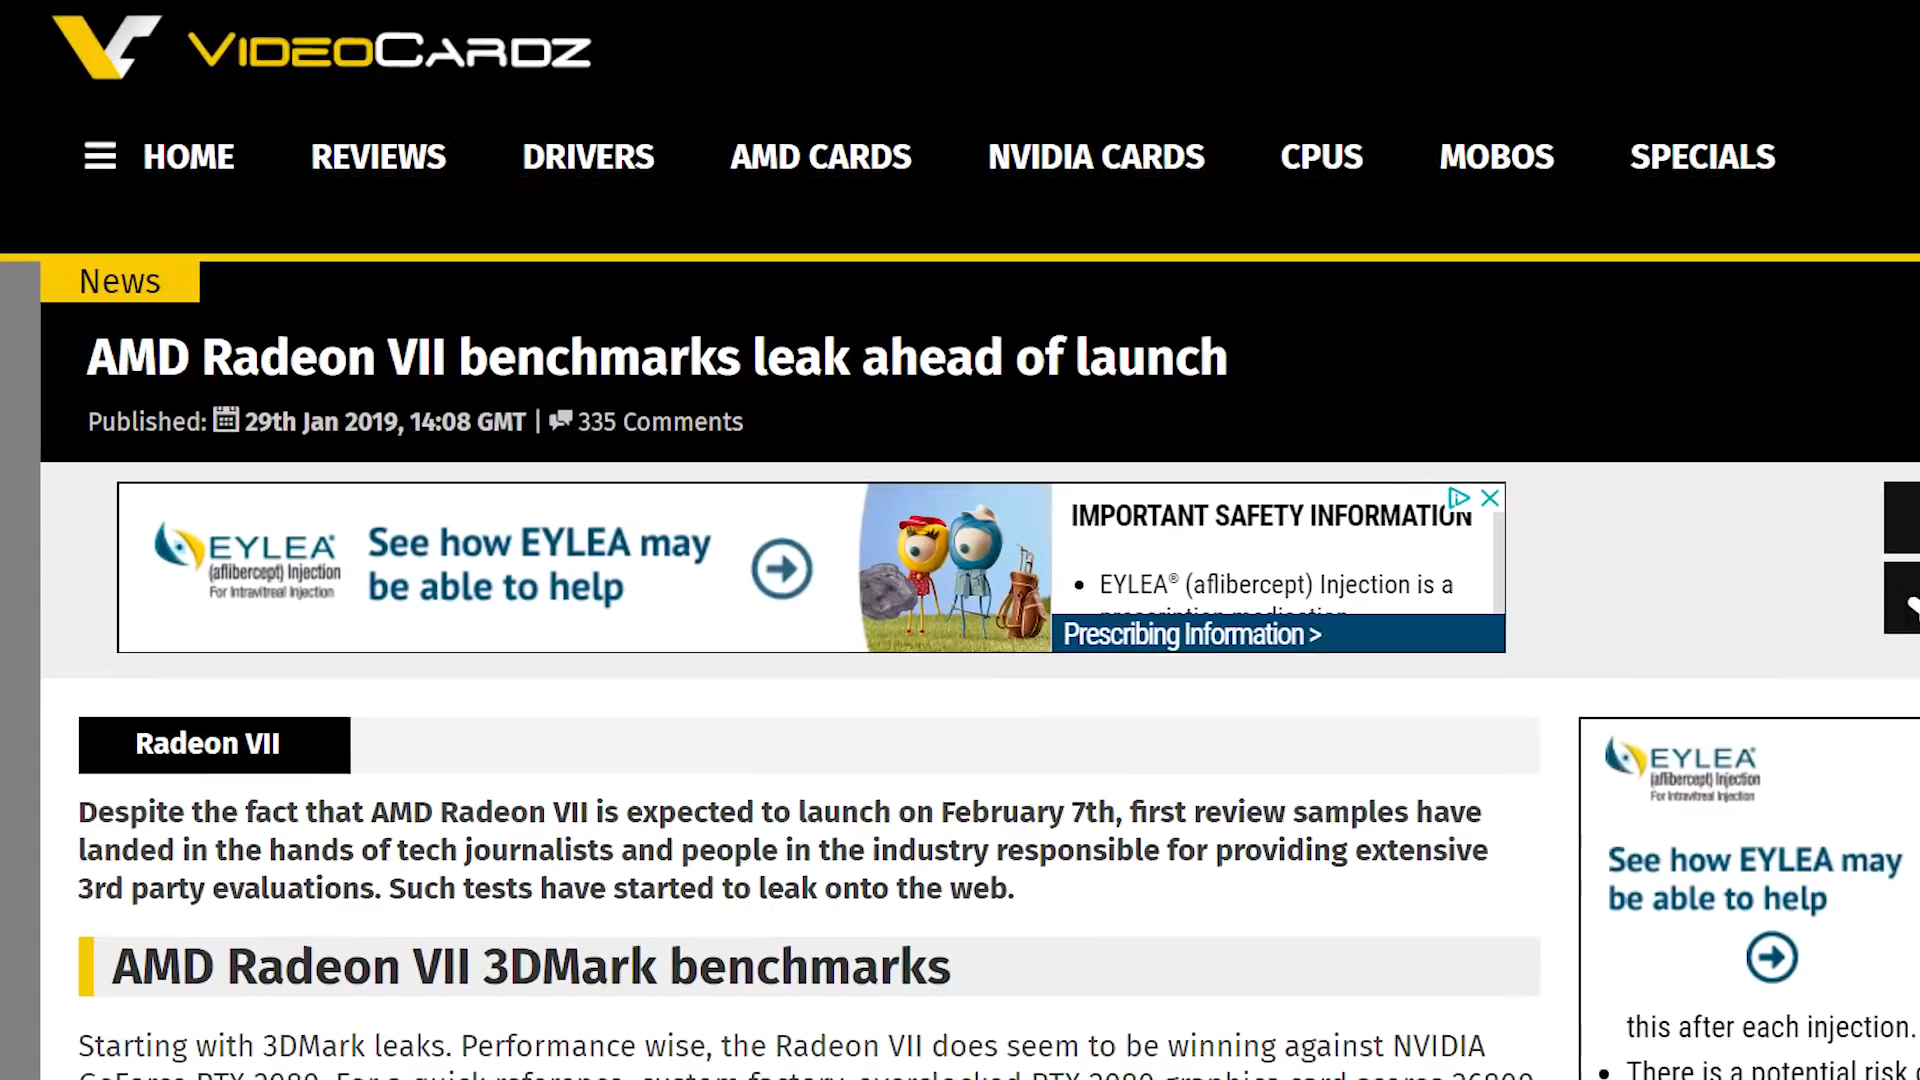 VIDEOCARDZ
HOME REVIEWS DRIVERS AMD CARDS NVIDIA CARDS CPUS MOBOS SPECIALS
News
AMD Radeon VII benchmarks leak ahead of launch
Published: 29th Jan 2019, 14:08 GMT | 335 Comments
EYLEA®
(aflibercept) Injection
For Intravitreal Injection
See how EYLEA may
be able to help
IMPORTANT SAFETY INFORMATION
• EYLEA® (aflibercept) Injection is a
Prescribing Information >
Radeon VII
Despite the fact that AMD Radeon VII is expected to launch on February 7th, first review samples have
landed in the hands of tech journalists and people in the industry responsible for providing extensive
3rd party evaluations. Such tests have started to leak onto the web.
AMD Radeon VII 3DMark benchmarks
Starting with 3DMark leaks. Performance wise, the Radeon VII does seem to be winning against NVIDIA
EYLEA®
(aflibercept) Injection
For Intravitreal Injection
See how EYLEA may
be able to help
this after each injection.
• There is a potential risk